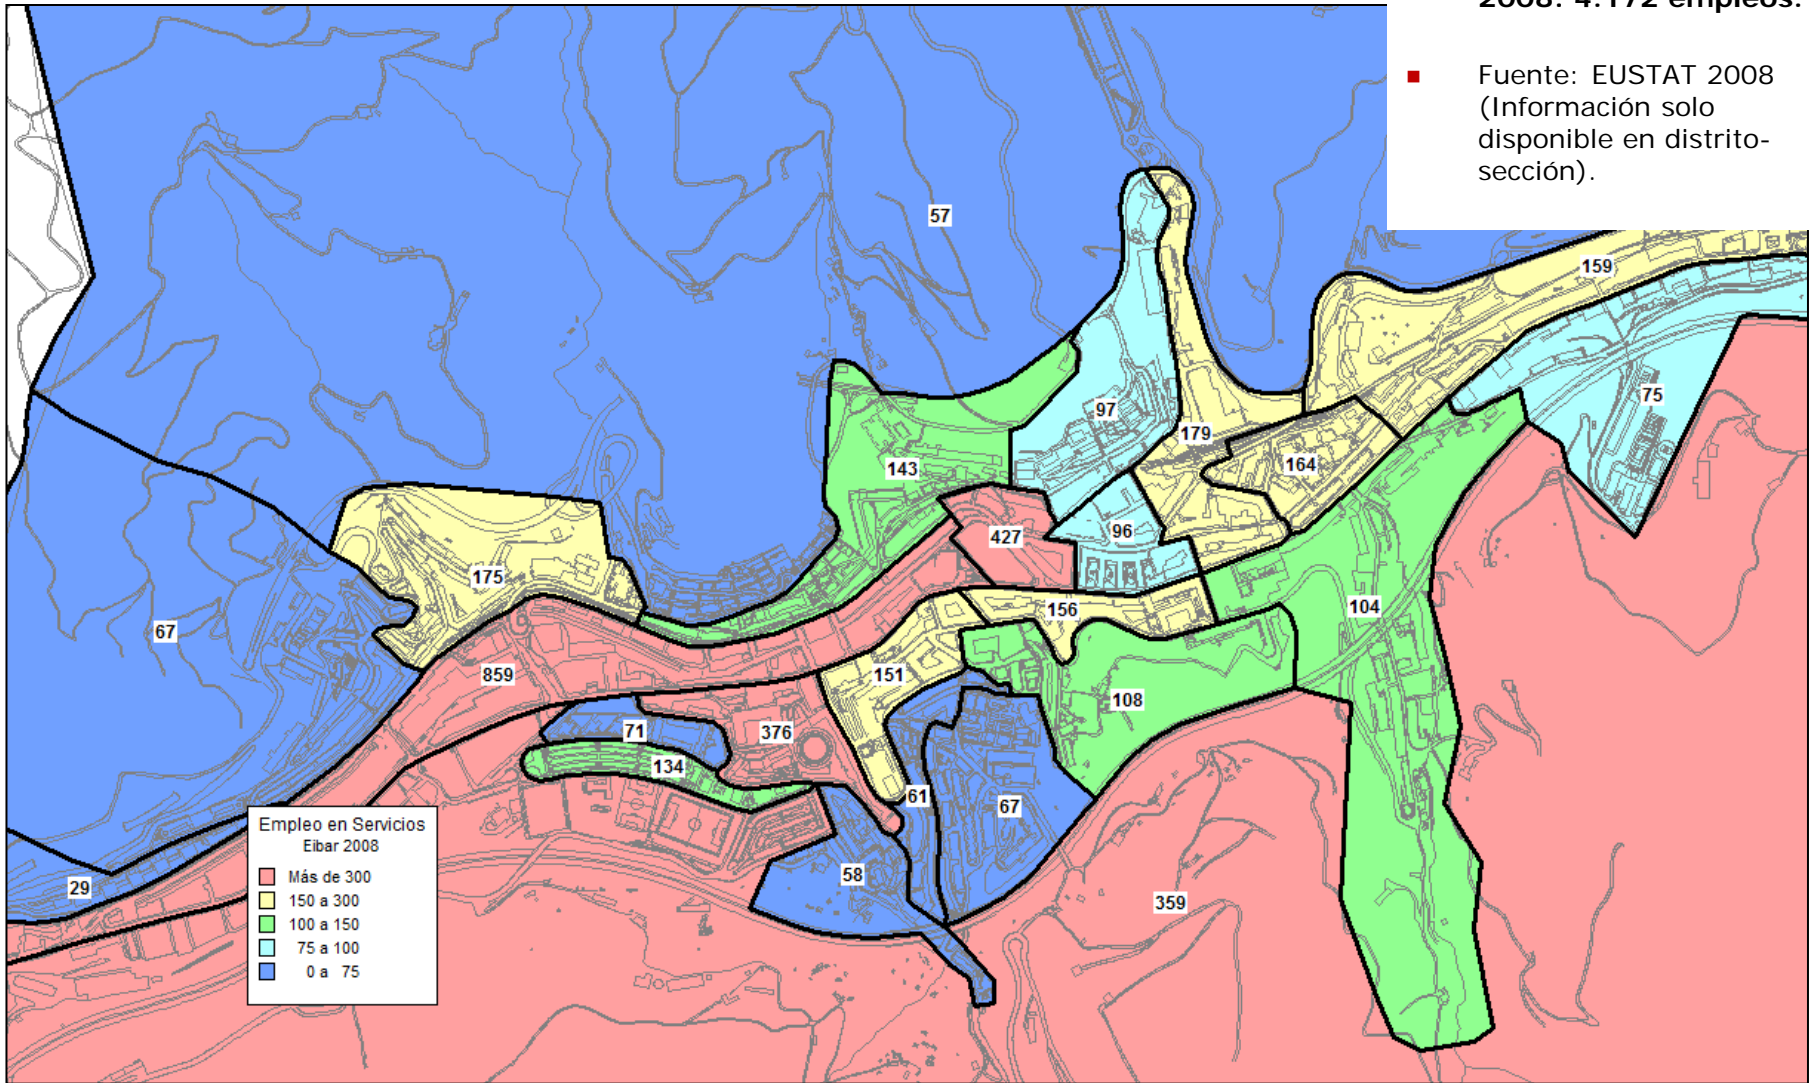 2008: 4.172 empleos.
Fuente: EUSTAT 2008
(Información solo
disponible en distrito-
sección).
57
159
75
97
179
164
143
427
96
175
156
104
67
859
151
108
71
376
134
61
67
58
359
29
Empleo en Servicios
Eibar 2008
Más de 300
150 a 300
100 a 150
75 a 100
0 a 75